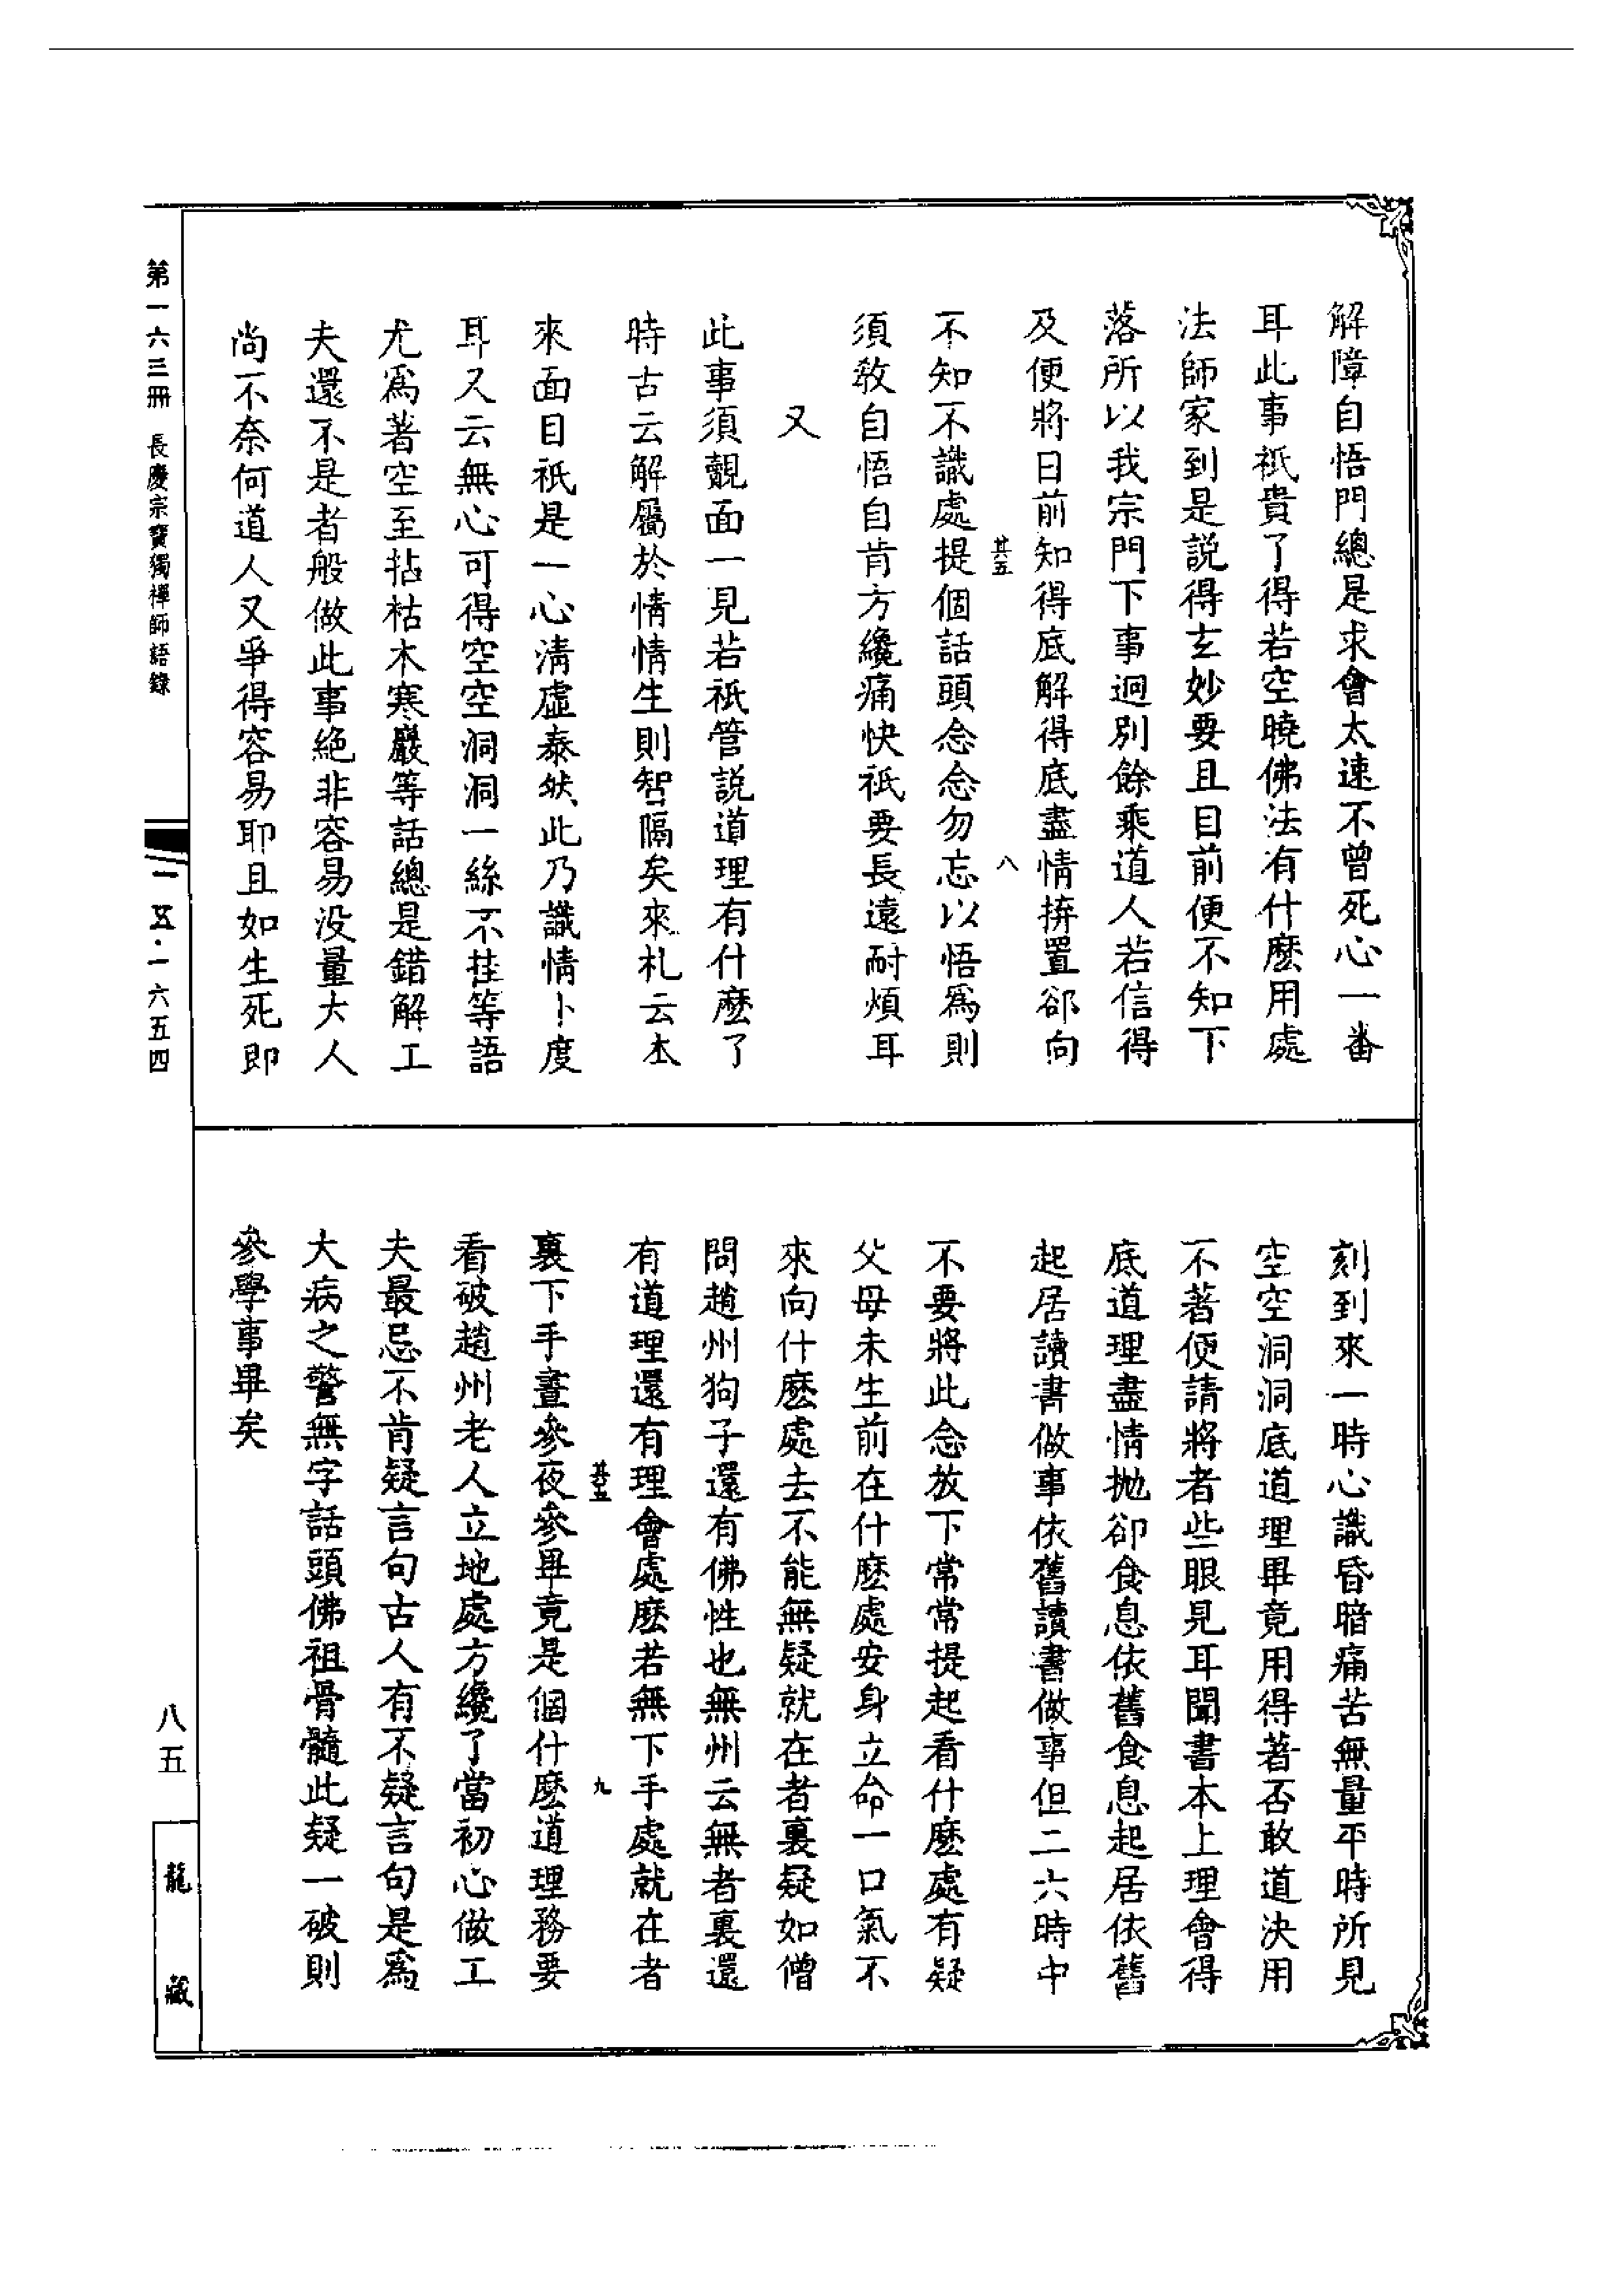 解障自悟門總是求會太速不曾死心一番
耳此事祇貴了得若空曉佛法有什麽用處
法師家到是説得玄妙要且目前便不知下
落所以我宗門下事迥別餘乘道人若信得
及便將日前知得底解得底盡情捹置郤向
其五 八
不知不識處提個話頭念念勿忘以悟爲則
須教自悟自肯方纔痛快祇要長遠耐煩耳
又
此事須覿面一見若祇管説道理有什麽了
時古云解屬於情情生則智隔矣來札云本
來面目祇是一心淸虛泰然此乃識情卜度
耳又云無心可得空空洞洞一絲不挂等語
尤爲著空至拈枯木寒巖等話總是錯解工
夫還不是者般做此事絕非容易没量大人
尚不奈何道人又爭得容易耶且如生死即
刻到來一時心識昏暗痛苦無量平時所見
空空洞洞底道理畢竟用得著否敢道決用
不著便請將者些眼見耳聞書本上理會得
底道理盡情抛卻食息依舊食息起居依舊
起居讀書做事依舊讀書做事但二六時中
不要將此念放下常常提起看什麽處有疑
父母未生前在什麽處安身立命一口氣不
來向什麽處去不能無疑就在者裏疑如僧
問趙州狗子還有佛性也無州云無者裏還
有道理還有理會處麽若無下手處就在者
其五 九
裏下手晝參夜參畢竟是個什麽道理務要
看破趙州老人立地處方纔了當初心做工
夫最忌不肯疑言句古人有不疑言句是爲
大病之警無字話頭佛祖骨髓此疑一破則
參學事畢矣
第一六三冊 長慶宗寶獨禪師語錄
一五·一六五四
八五
龍藏